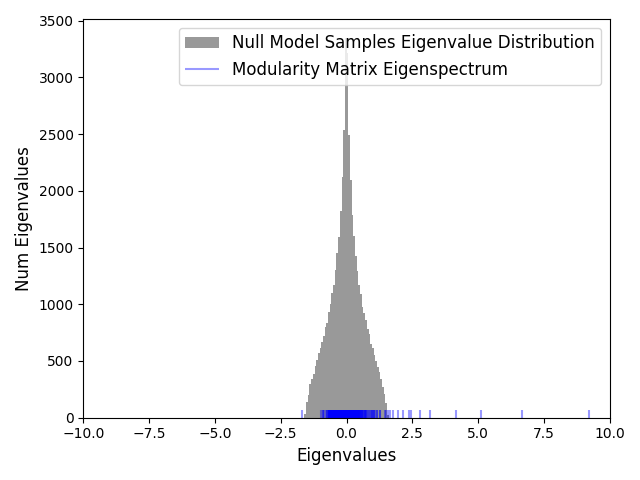 Null Model Samples Eigenvalue Distribution
Modularity Matrix Eigenspectrum
3500
3000
2500
2000
1500
1000
500
0
Num Eigenvalues
−10.0 −7.5 −5.0 −2.5 0.0 2.5 5.0 7.5 10.0
Eigenvalues